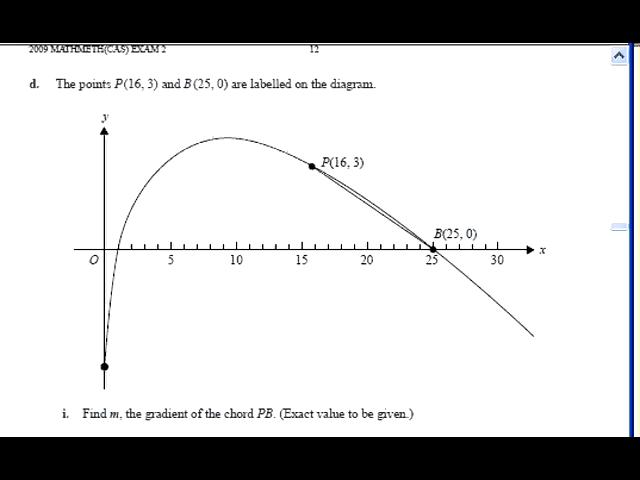 2009 MATHMETH(CAS) EXAM 2 12
d. The points P(16, 3) and B(25, 0) are labelled on the diagram.
y
P(16, 3)
B(25, 0)
x
O 5 10 15 20 25 30
i. Find m, the gradient of the chord PB. (Exact value to be given.)